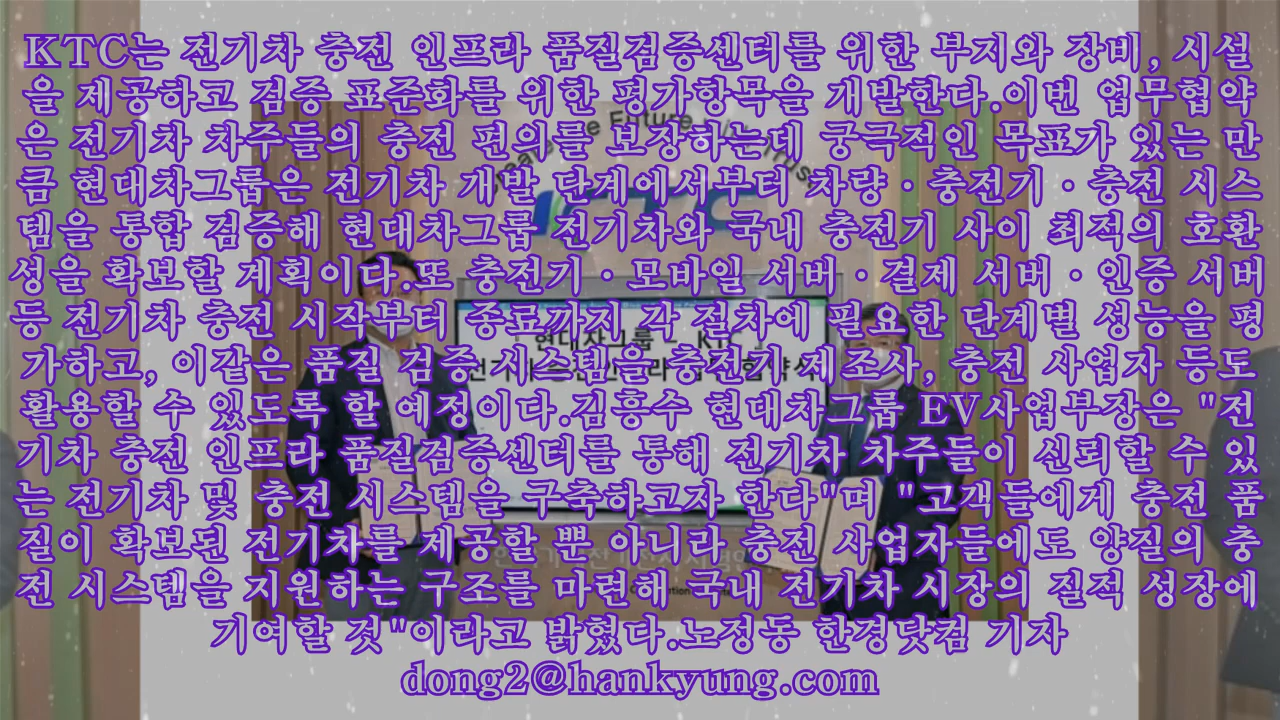 KTC는 전기차 충전 인프라 품질검증센터를 위한 부지와 장비, 시설
을 제공하고 검증 표준화를 위한 평가항목을 개발한다.이번 업무협약
은 전기차 차주들의 충전 편의를 보장하는데 궁극적인 목표가 있는 만
큼 현대차그룹은 전기차 개발 단계에서부터 차량·충전기·충전 시스
템을 통합 검증해 현대차그룹 전기차와 국내 충전기 사이 최적의 호환
성을 확보할 계획이다.또 충전기·모바일 서버·결제 서버·인증 서버
등 전기차 충전 시작부터 종료까지 각 절차에 필요한 단계별 성능을 평
가하고, 이같은 품질 검증 시스템을 충전기 제조사, 충전 사업자 등도
활용할 수 있도록 할 예정이다.김흥수 현대차그룹 EV사업부장은 "전
기차 충전 인프라 품질검증센터를 통해 전기차 차주들이 신뢰할 수 있
는 전기차 및 충전 시스템을 구축하고자 한다"며 "고객들에게 충전 품
질이 확보된 전기차를 제공할 뿐 아니라 충전 사업자들에도 양질의 충
전 시스템을 지원하는 구조를 마련해 국내 전기차 시장의 질적 성장에
기여할 것"이라고 밝혔다.노정동 한경닷컴 기자
dong2@hankyung.com
KTC
현대차그룹 - KTC